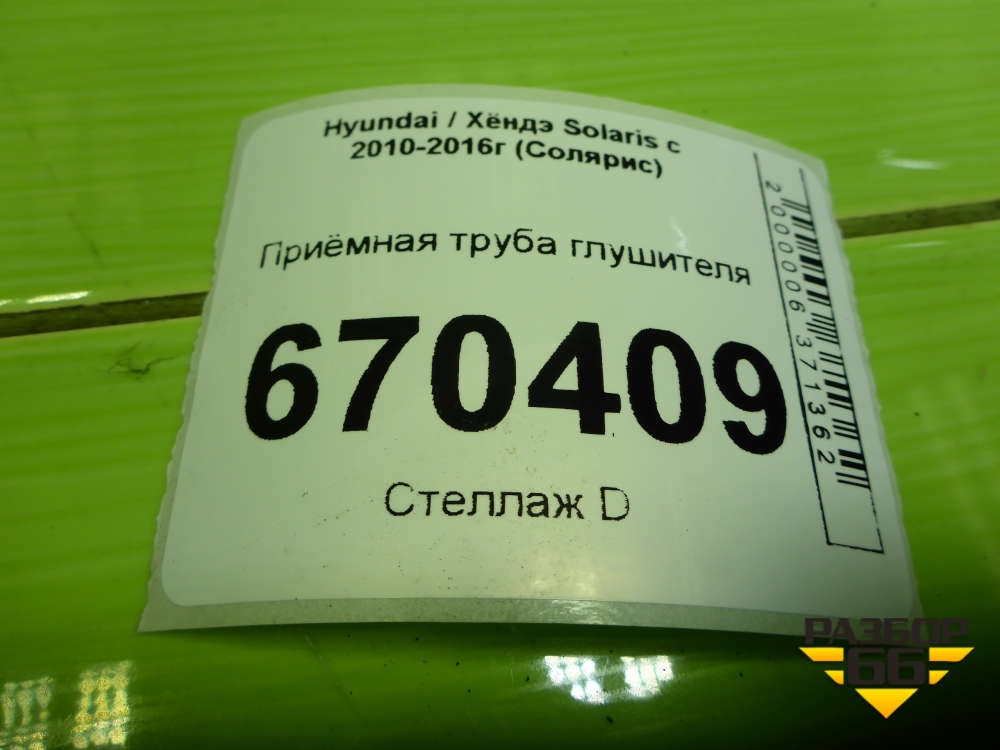 Hyundai / Хёндэ Solaris с
2010-2016г (Солярис)
Приёмная труба глушителя
670409
Стеллаж D
2000006371362
РАЗБОР
66